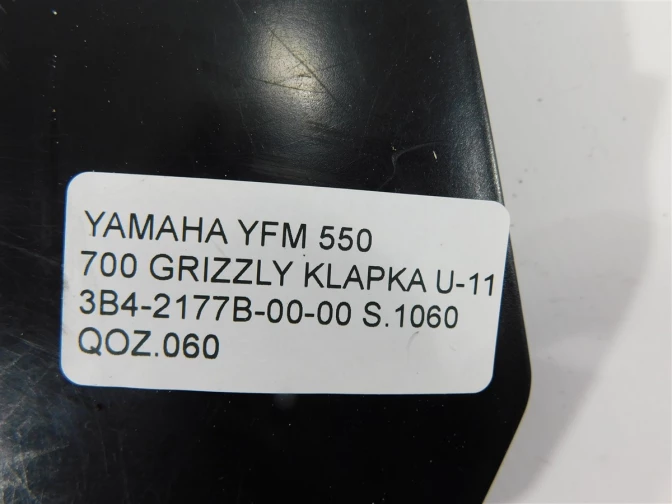 YAMAHA YFM 550
700 GRIZZLY KLAPKA U-11
3B4-2177B-00-00 S.1060
QOZ.060